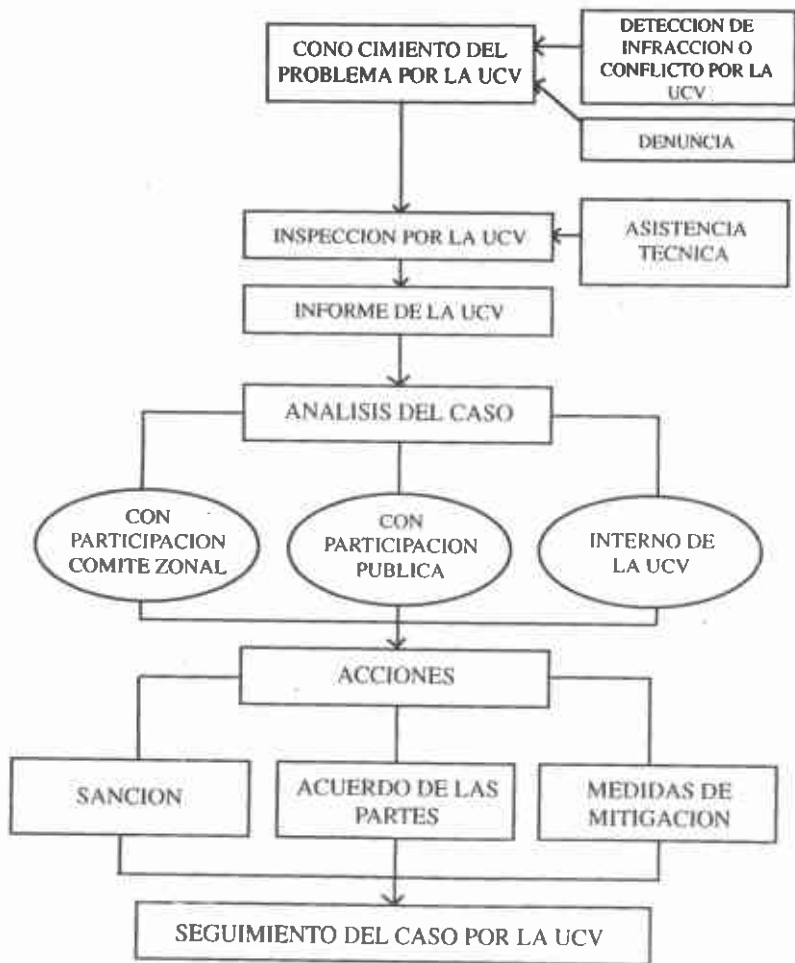 CONO CIMIENTO DEL
PROBLEMA POR LA UCV
DETECCION DE
INFRACCION O
CONFLICTO POR LA
UCV
DENUNCIA
INSPECCION POR LA UCV
ASISTENCIA
TECNICA
INFORME DE LA UCV
ANALISIS DEL CASO
CON
PARTICIPACION
COMITE ZONAL
CON
PARTICIPACION
PUBLICA
INTERNO DE
LA UCV
ACCIONES
SANCION
ACUERDO DE LAS
PARTES
MEDIDAS DE
MITIGACION
SEGUIMIENTO DEL CASO POR LA UCV